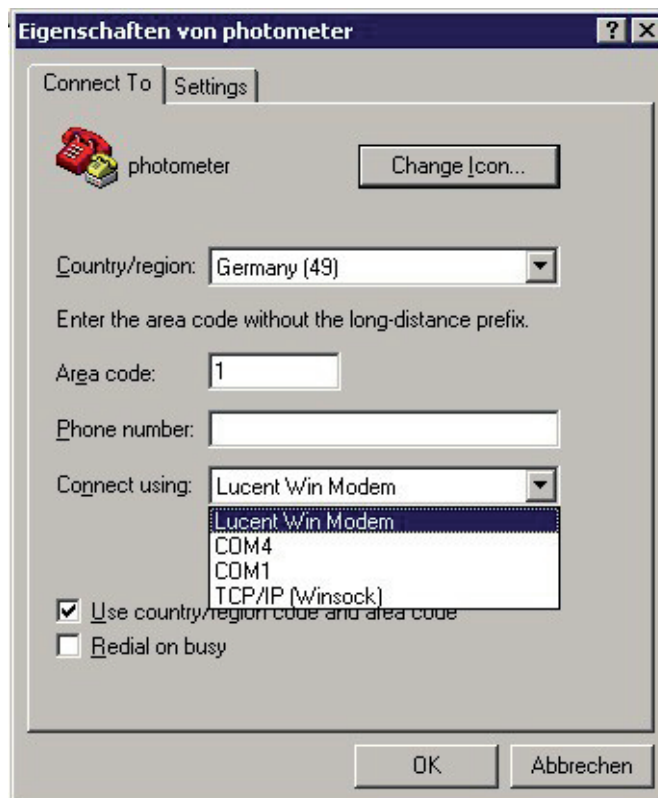 Eigenschaften von photometer
Connect To Settings
photometer Change Icon...
Country/region: Germany (49)
Enter the area code without the long-distance prefix.
Area code: 1
Phone number:
Connect using: Lucent Win Modem
Lucent Win Modem
COM4
COM1
TCP/IP (Winsock)
Use country/region code and area code
Redial on busy
OK Abbrechen